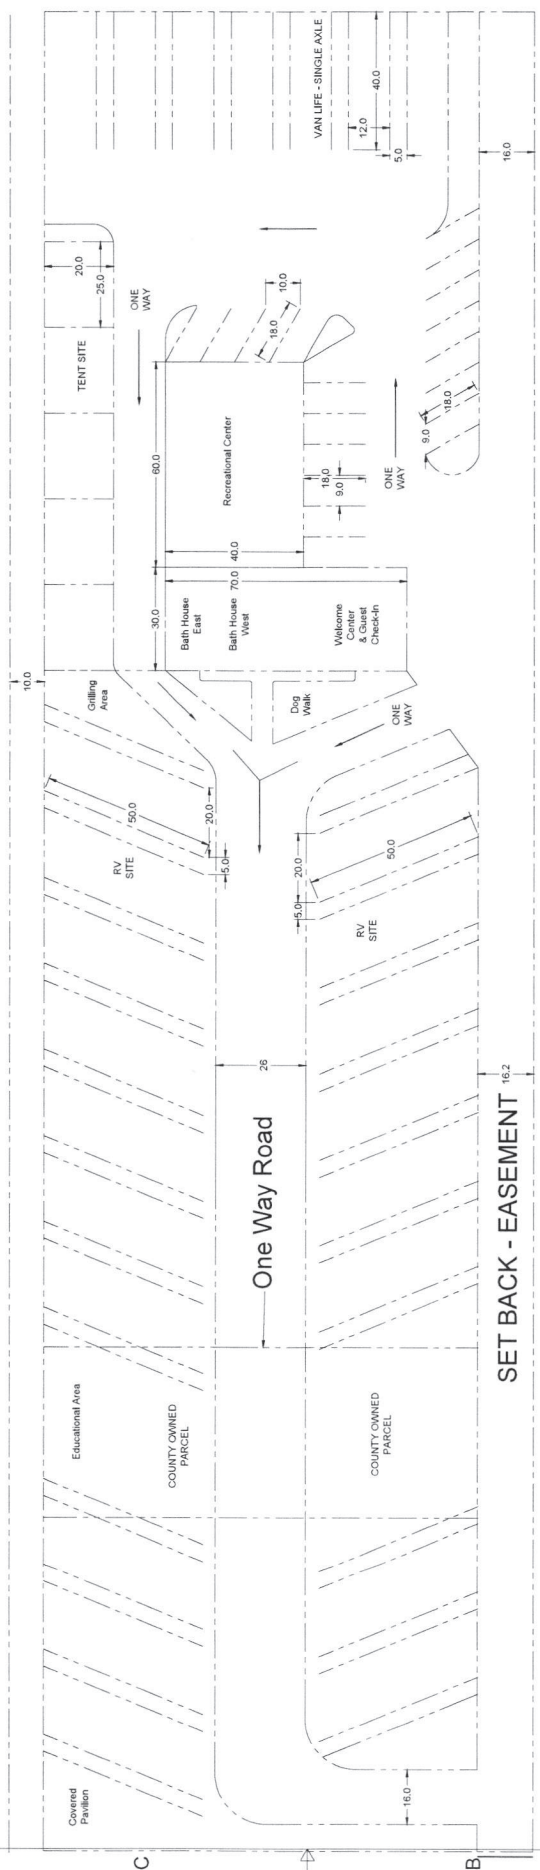 40.0
VAN LIFE - SINGLE AXLE
12.0
5.0
16.0
20.0
25.0
ONE
WAY
10.0
18.0
TENT SITE
60.0
Recreational Center
18.0
9.0
ONE
WAY
9.0
18.0
40.0
30.0
70.0
Bath House
East
Bath House
West
Welcome
Center
& Guest
Check-In
10.0
Grilling
Area
Dog
Walk
ONE
WAY
50.0
20.0
5.0
RV
SITE
20.0
5.0
50.0
RV
SITE
26
16.2
One Way Road
SET BACK - EASEMENT
Educational Area
COUNTY OWNED
PARCEL
COUNTY OWNED
PARCEL
Covered
Pavilion
16.0
C
B